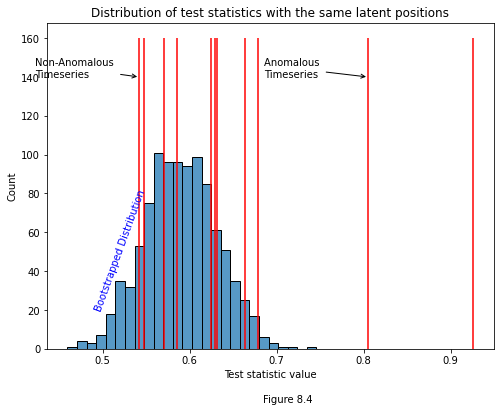 Distribution of test statistics with the same latent positions
160
140
120
100
80
60
40
20
0
Count
Non-Anomalous
Timeseries
Anomalous
Timeseries
Bootstrapped Distribution
0.5 0.6 0.7 0.8 0.9
Test statistic value
Figure 8.4